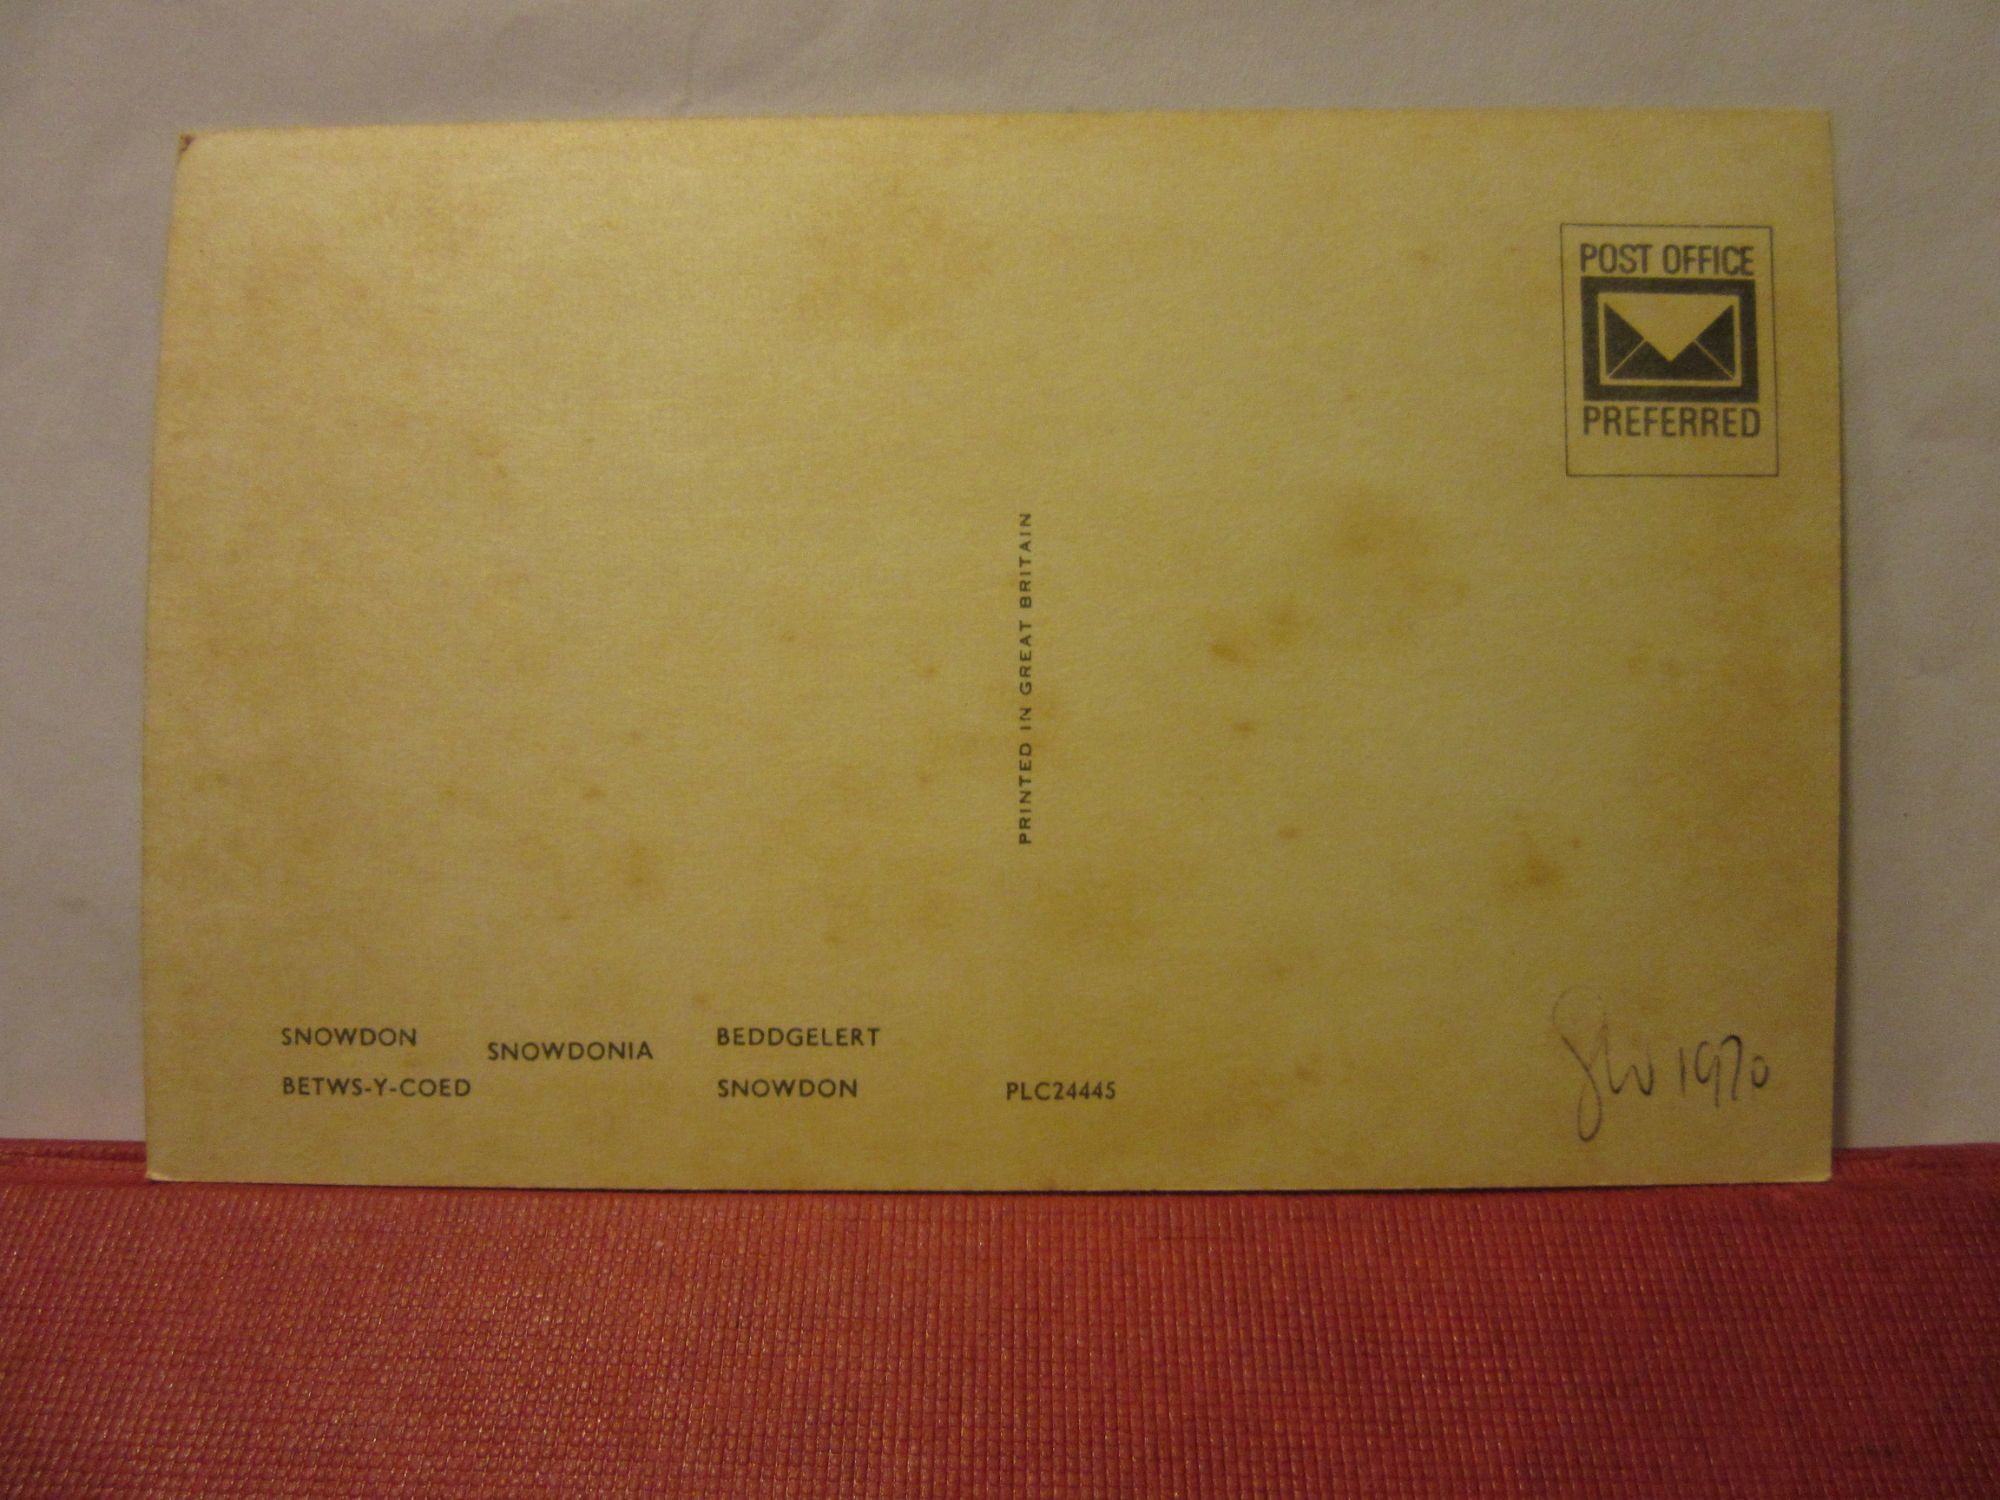 POST OFFICE
PREFERRED
PRINTED IN GREAT BRITAIN
SNOWDON
SNOWDONIA
BEDDGELERT
BETWS-Y-COED
SNOWDON
PLC24445
1970